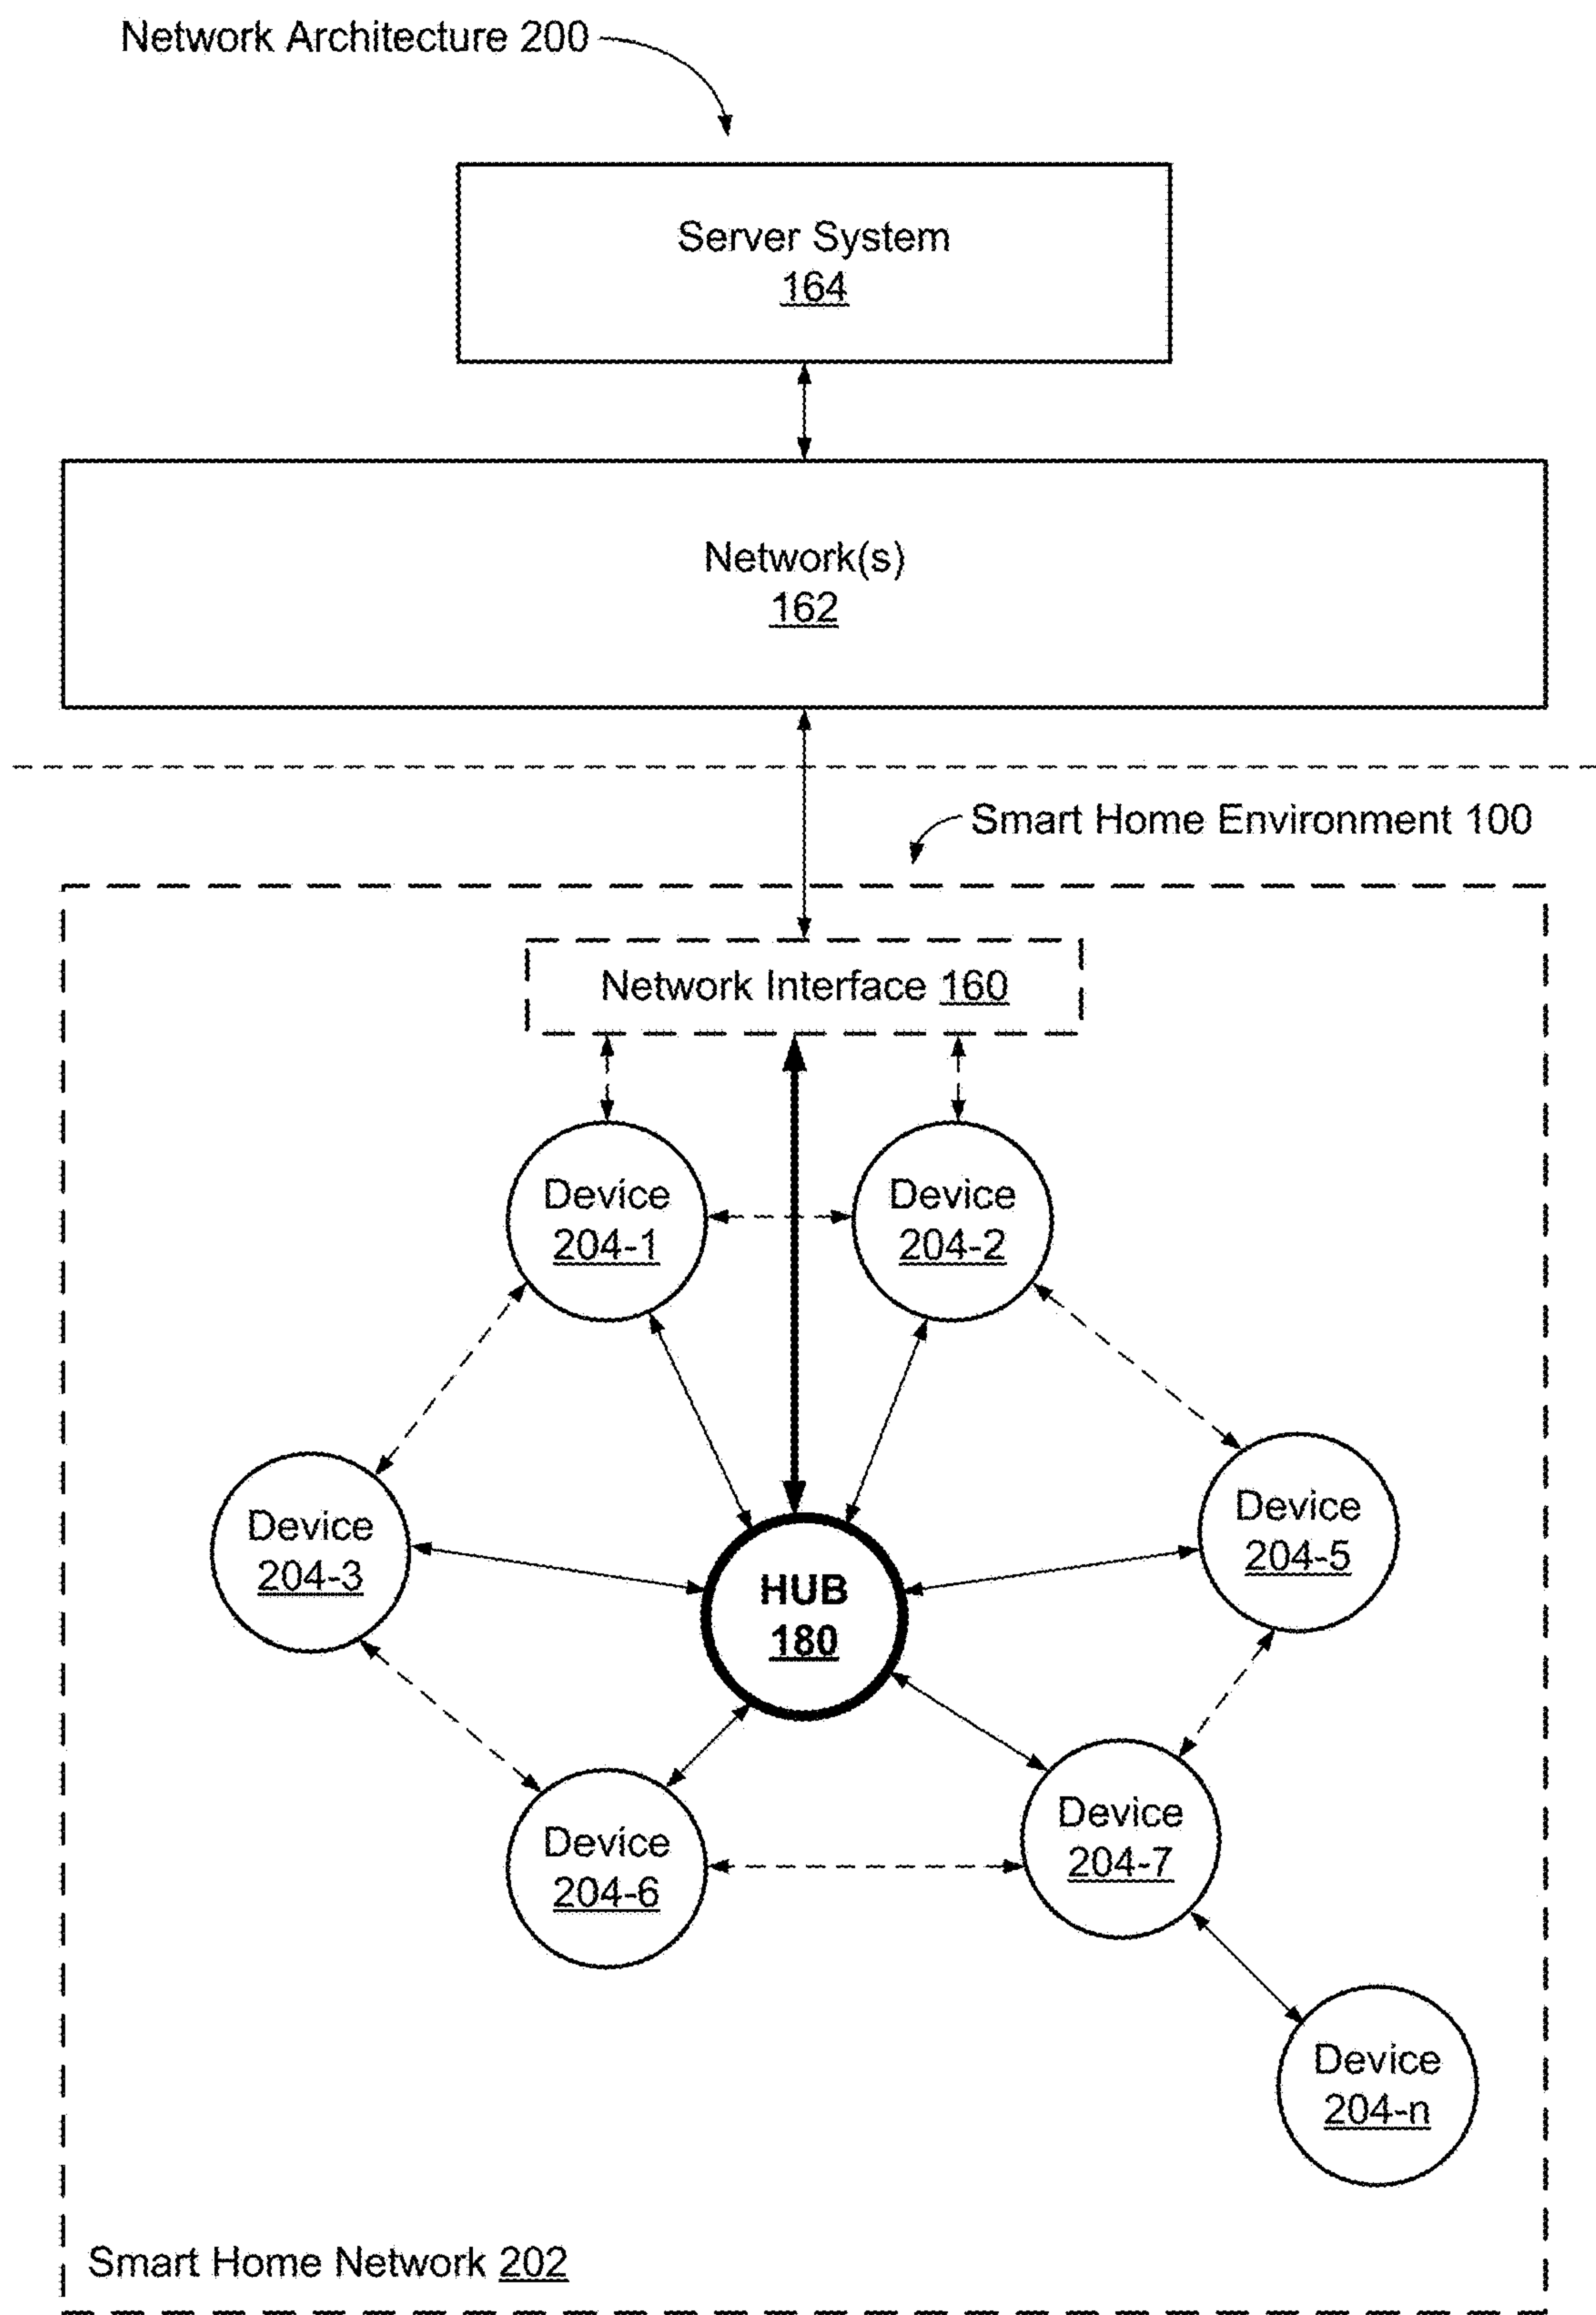 Network Architecture 200
Server System
164
Network(s)
162
Smart Home Environment 100
Network Interface 160
Device
204-1
Device
204-2
Device
204-3
Device
204-5
HUB
180
Device
204-6
Device
204-7
Device
204-n
Smart Home Network 202